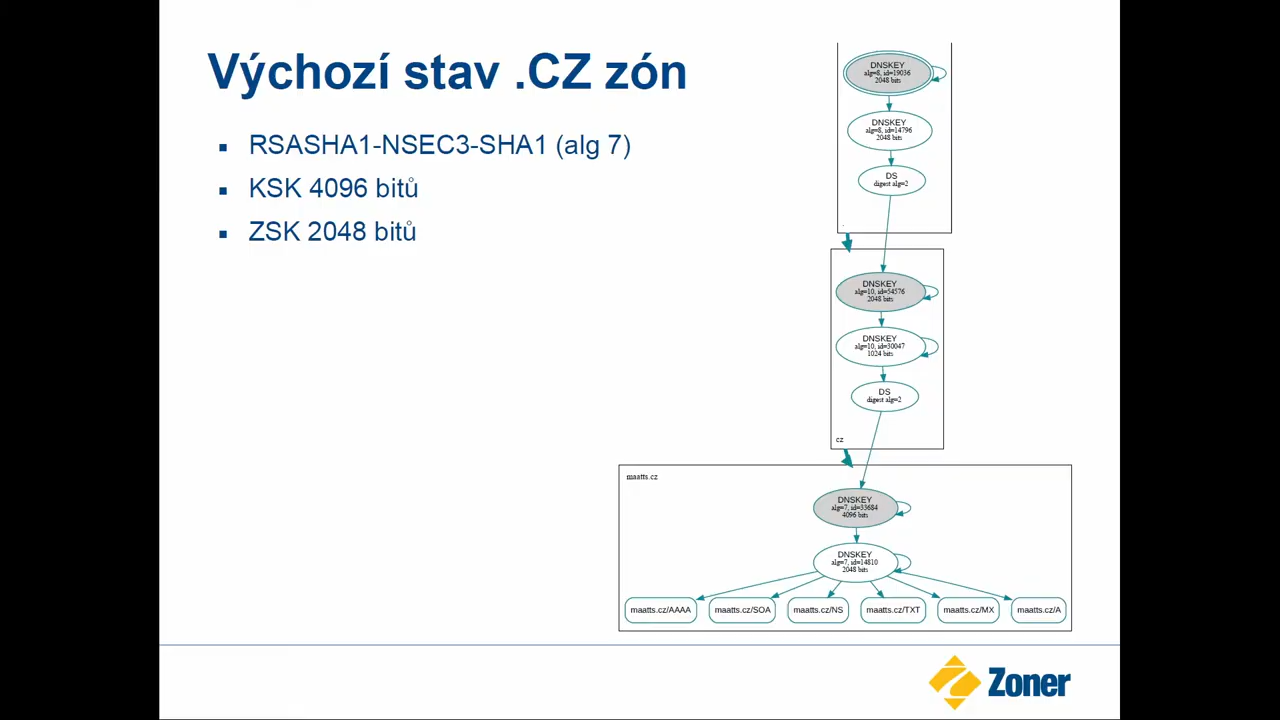 Výchozí stav .CZ zón
RSASHA1-NSEC3-SHA1 (alg 7)
KSK 4096 bitů
ZSK 2048 bitů
DNSKEY
alg=8, id=19036
2048 bits
DNSKEY
alg=8, id=14796
2048 bits
DS
digest alg=2
.
DNSKEY
alg=10, id=54576
2048 bits
DNSKEY
alg=10, id=30047
1024 bits
DS
digest alg=2
cz
maatts.cz
DNSKEY
alg=7, id=33684
4096 bits
DNSKEY
alg=7, id=14810
2048 bits
maatts.cz/AAAA maatts.cz/SOA maatts.cz/NS maatts.cz/TXT maatts.cz/MX maatts.cz/A
Zoner